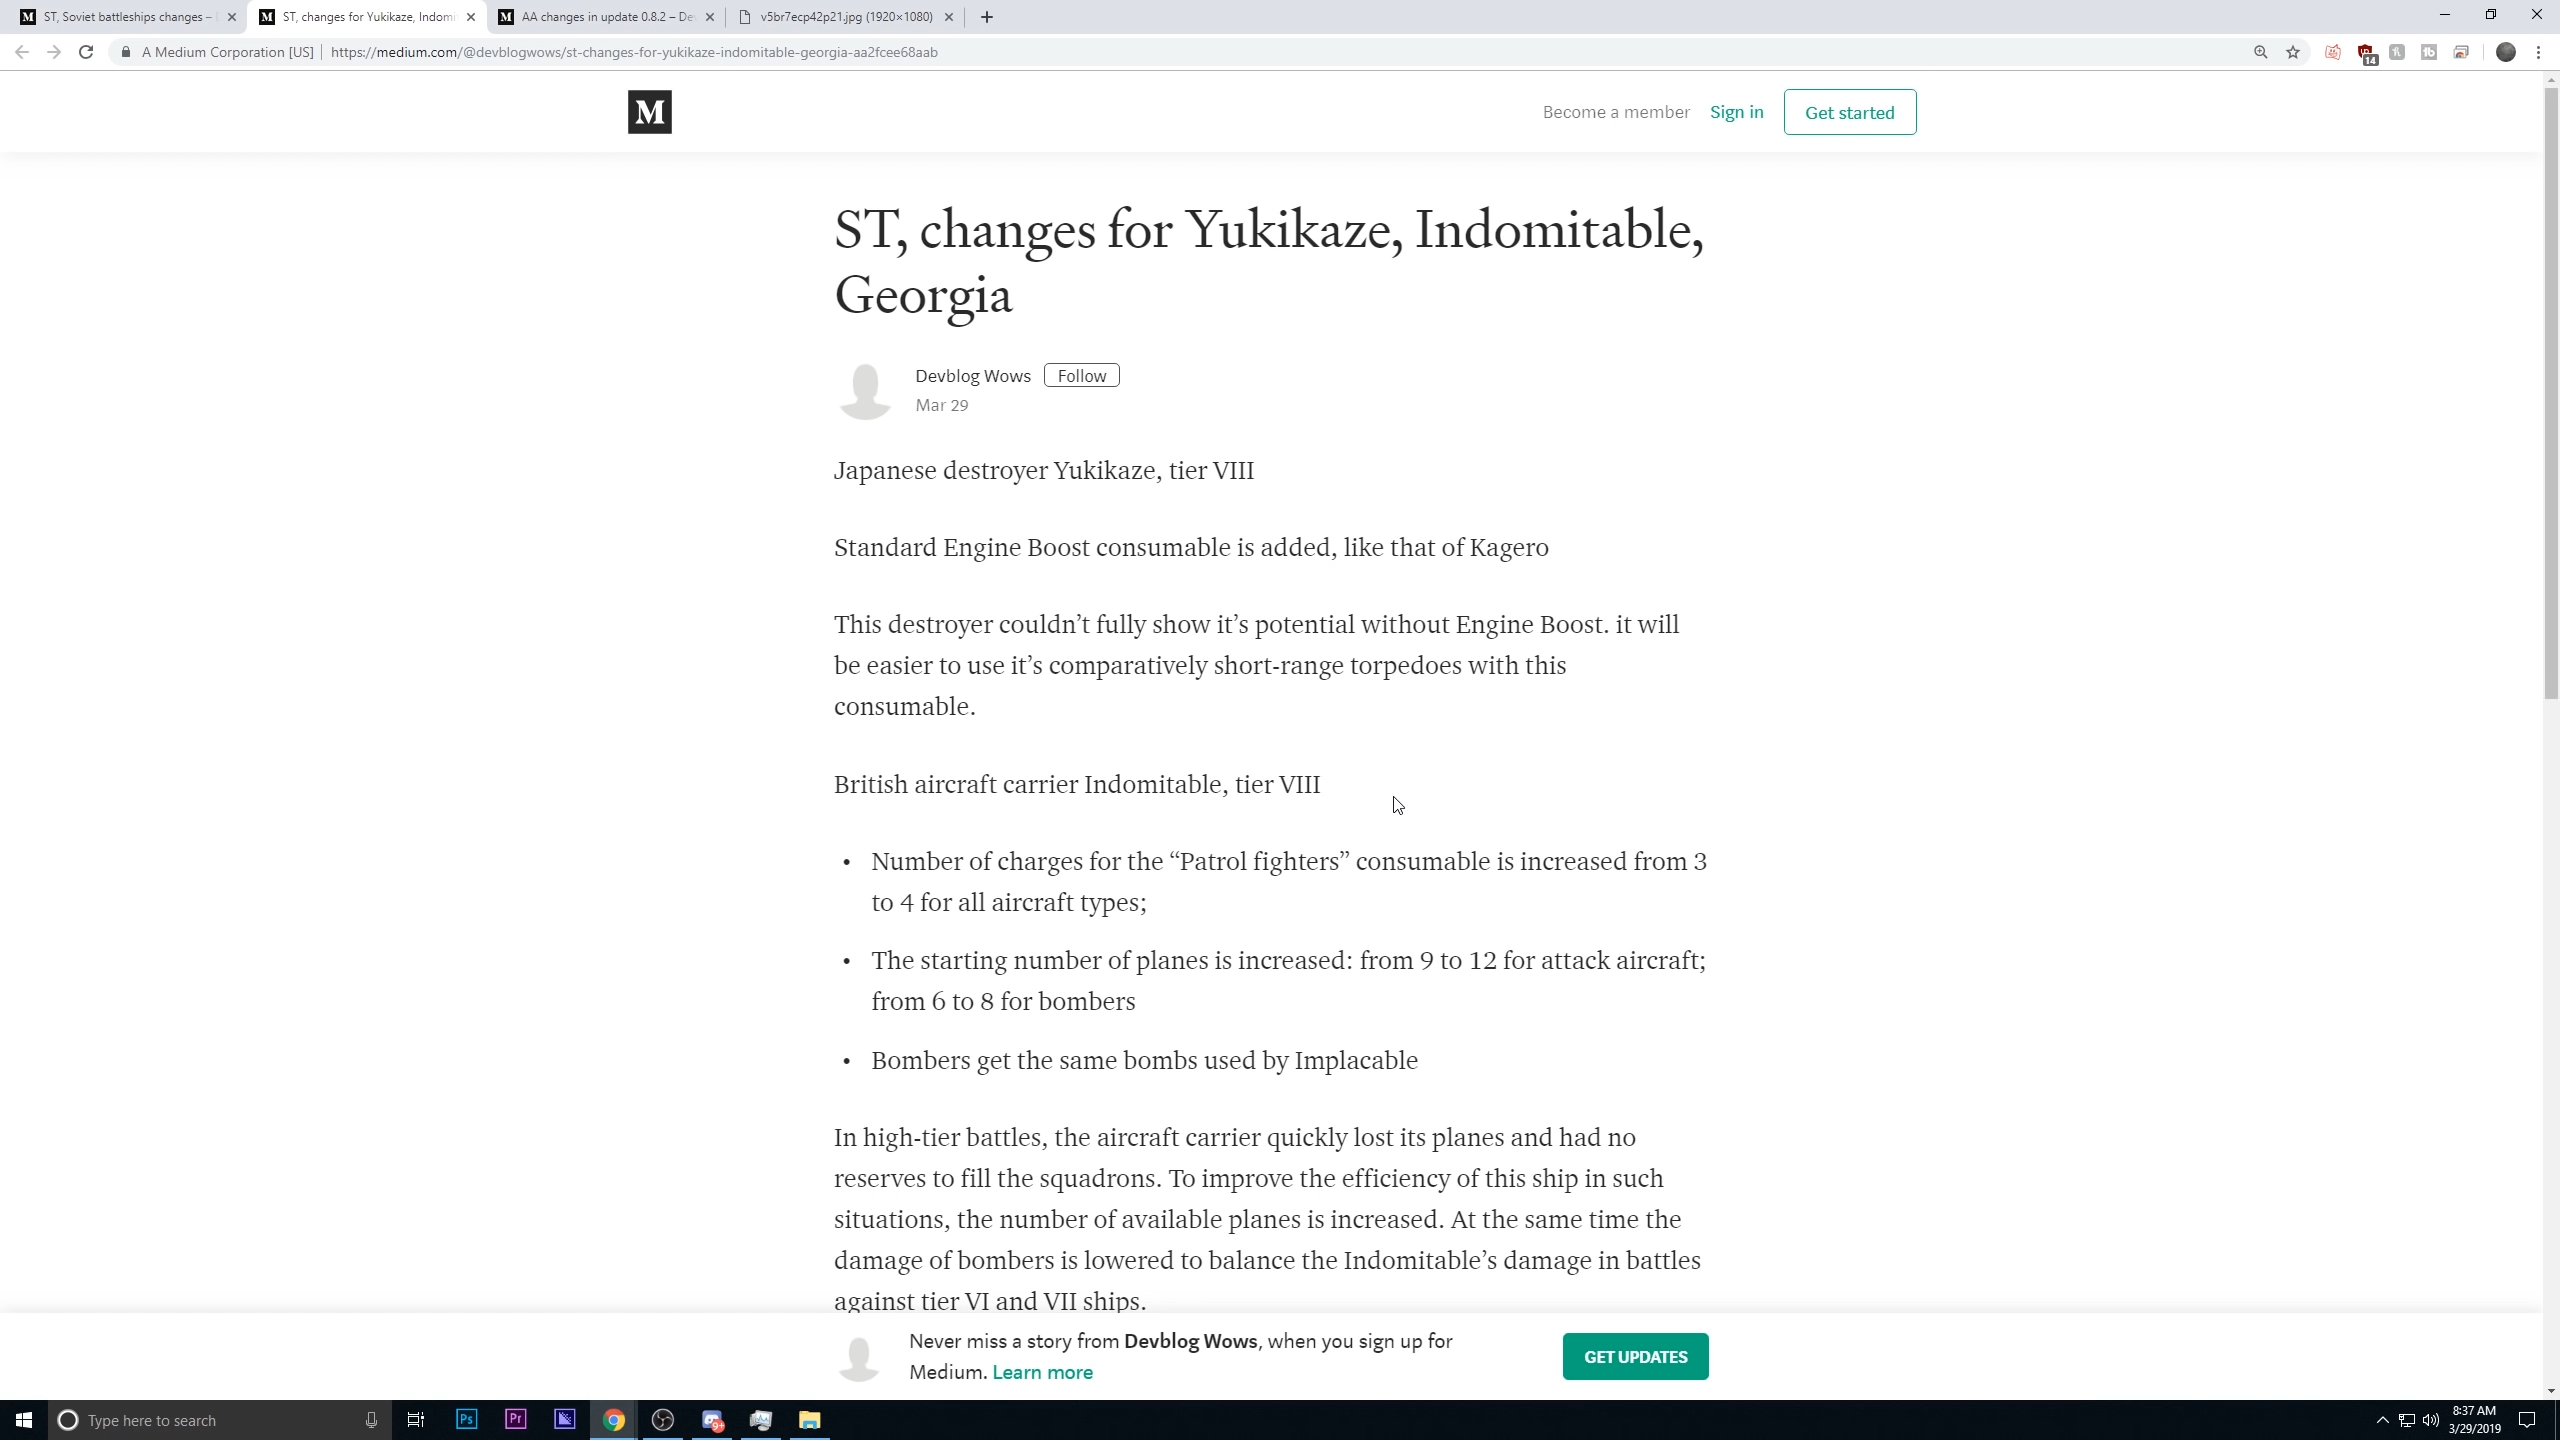 ST, Soviet battleships changes –
ST, changes for Yukikaze, Indomi
AA changes in update 0.8.2 – De
v5br7ecp42p21.jpg (1920×1080)
A Medium Corporation [US]
https://medium.com/@devblogwows/st-changes-for-yukikaze-indomitable-georgia-aa2fcee68aab
14
M
Become a member
Sign in
Get started
ST, changes for Yukikaze, Indomitable,
Georgia
Devblog Wows
Follow
Mar 29
Japanese destroyer Yukikaze, tier VIII
Standard Engine Boost consumable is added, like that of Kagero
This destroyer couldn’t fully show it’s potential without Engine Boost. it will
be easier to use it’s comparatively short-range torpedoes with this
consumable.
British aircraft carrier Indomitable, tier VIII
• Number of charges for the “Patrol fighters” consumable is increased from 3
to 4 for all aircraft types;
• The starting number of planes is increased: from 9 to 12 for attack aircraft;
from 6 to 8 for bombers
• Bombers get the same bombs used by Implacable
In high-tier battles, the aircraft carrier quickly lost its planes and had no
reserves to fill the squadrons. To improve the efficiency of this ship in such
situations, the number of available planes is increased. At the same time the
damage of bombers is lowered to balance the Indomitable’s damage in battles
against tier VI and VII ships.
Never miss a story from Devblog Wows, when you sign up for
Medium. Learn more
GET UPDATES
Type here to search
Ps
Pr
9+
8:37 AM
3/29/2019